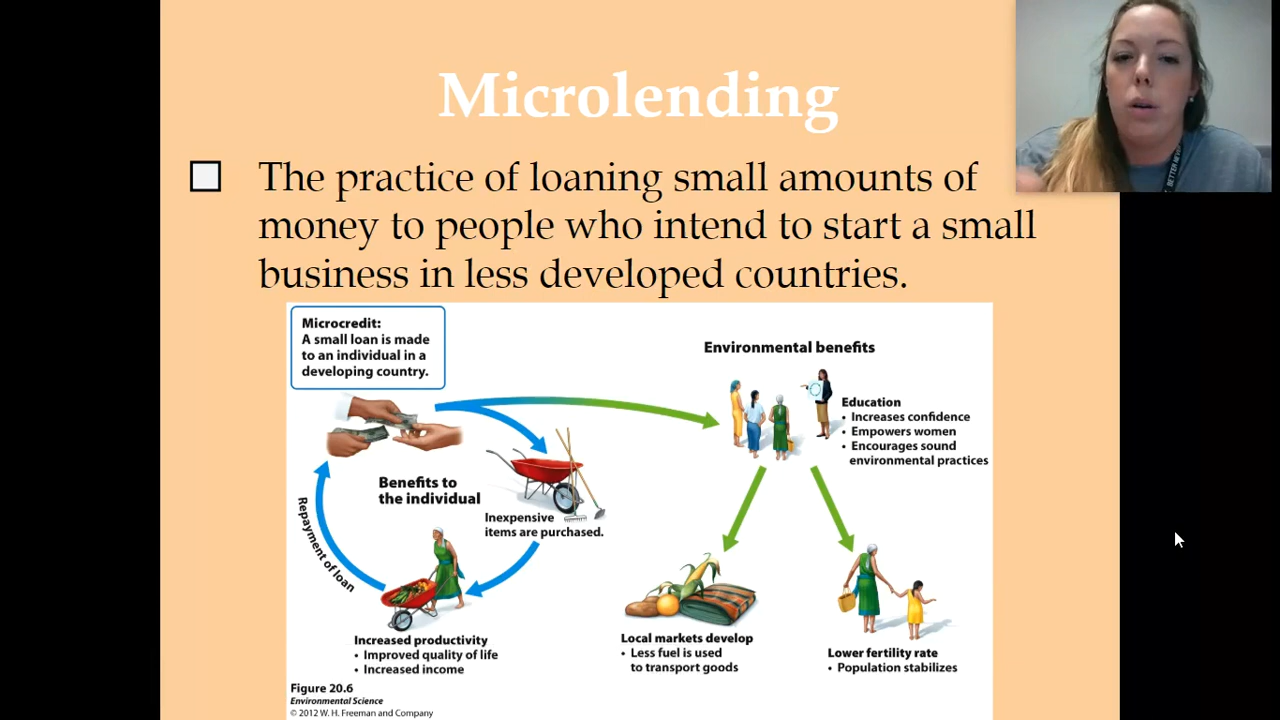 Microlending
The practice of loaning small amounts of
money to people who intend to start a small
business in less developed countries.
Microcredit:
A small loan is made
to an individual in a
developing country.
Environmental benefits
Education
• Increases confidence
• Empowers women
• Encourages sound
environmental practices
Benefits to
the individual
Inexpensive
items are purchased.
Repayment of loan
Increased productivity
• Improved quality of life
• Increased income
Local markets develop
• Less fuel is used
to transport goods
Lower fertility rate
• Population stabilizes
Figure 20.6
Environmental Science
© 2012 W. H. Freeman and Company